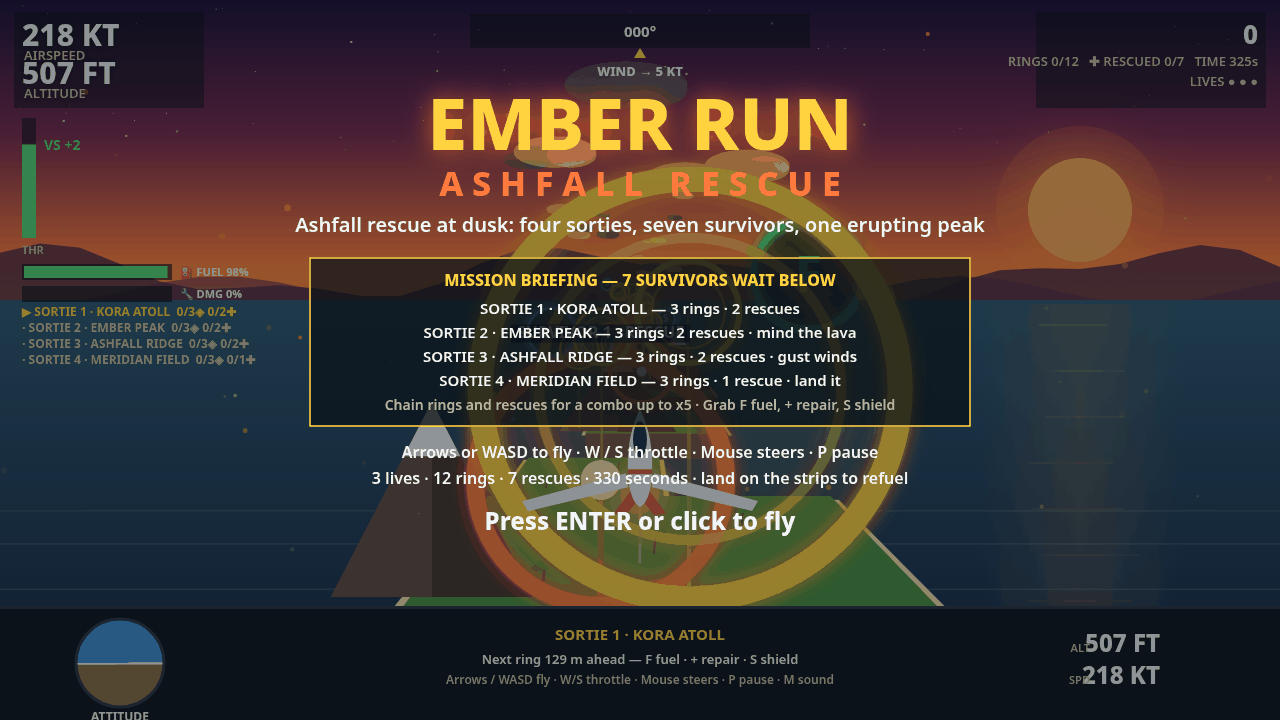 218 KT
AIRSPEED
507 FT
ALTITUDE
000°
WIND → 5 KT
0
RINGS 0/12 ✚ RESCUED 0/7 TIME 325s
LIVES ● ● ●
VS +2
THR
FUEL 98%
DMG 0%
▶ SORTIE 1 · KORA ATOLL 0/3◈ 0/2✚
· SORTIE 2 · EMBER PEAK 0/3◈ 0/2✚
· SORTIE 3 · ASHFALL RIDGE 0/3◈ 0/2✚
· SORTIE 4 · MERIDIAN FIELD 0/3◈ 0/1✚
EMBER RUN
ASHFALL RESCUE
Ashfall rescue at dusk: four sorties, seven survivors, one erupting peak
MISSION BRIEFING — 7 SURVIVORS WAIT BELOW
SORTIE 1 · KORA ATOLL — 3 rings · 2 rescues
SORTIE 2 · EMBER PEAK — 3 rings · 2 rescues · mind the lava
SORTIE 3 · ASHFALL RIDGE — 3 rings · 2 rescues · gust winds
SORTIE 4 · MERIDIAN FIELD — 3 rings · 1 rescue · land it
Chain rings and rescues for a combo up to x5 · Grab F fuel, + repair, S shield
Arrows or WASD to fly · W / S throttle · Mouse steers · P pause
3 lives · 12 rings · 7 rescues · 330 seconds · land on the strips to refuel
Press ENTER or click to fly
ATTITUDE
SORTIE 1 · KORA ATOLL
Next ring 129 m ahead — F fuel · + repair · S shield
Arrows / WASD fly · W/S throttle · Mouse steers · P pause · M sound
ALT 507 FT
218 KT